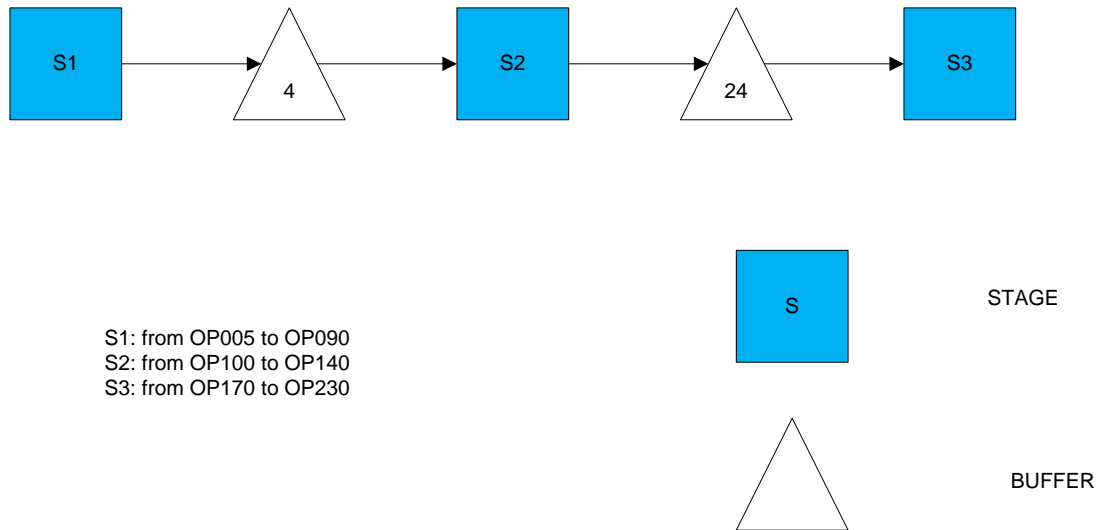 S1
4
S2
24
S3
S
STAGE
S1: from OP005 to OP090
S2: from OP100 to OP140
S3: from OP170 to OP230
BUFFER